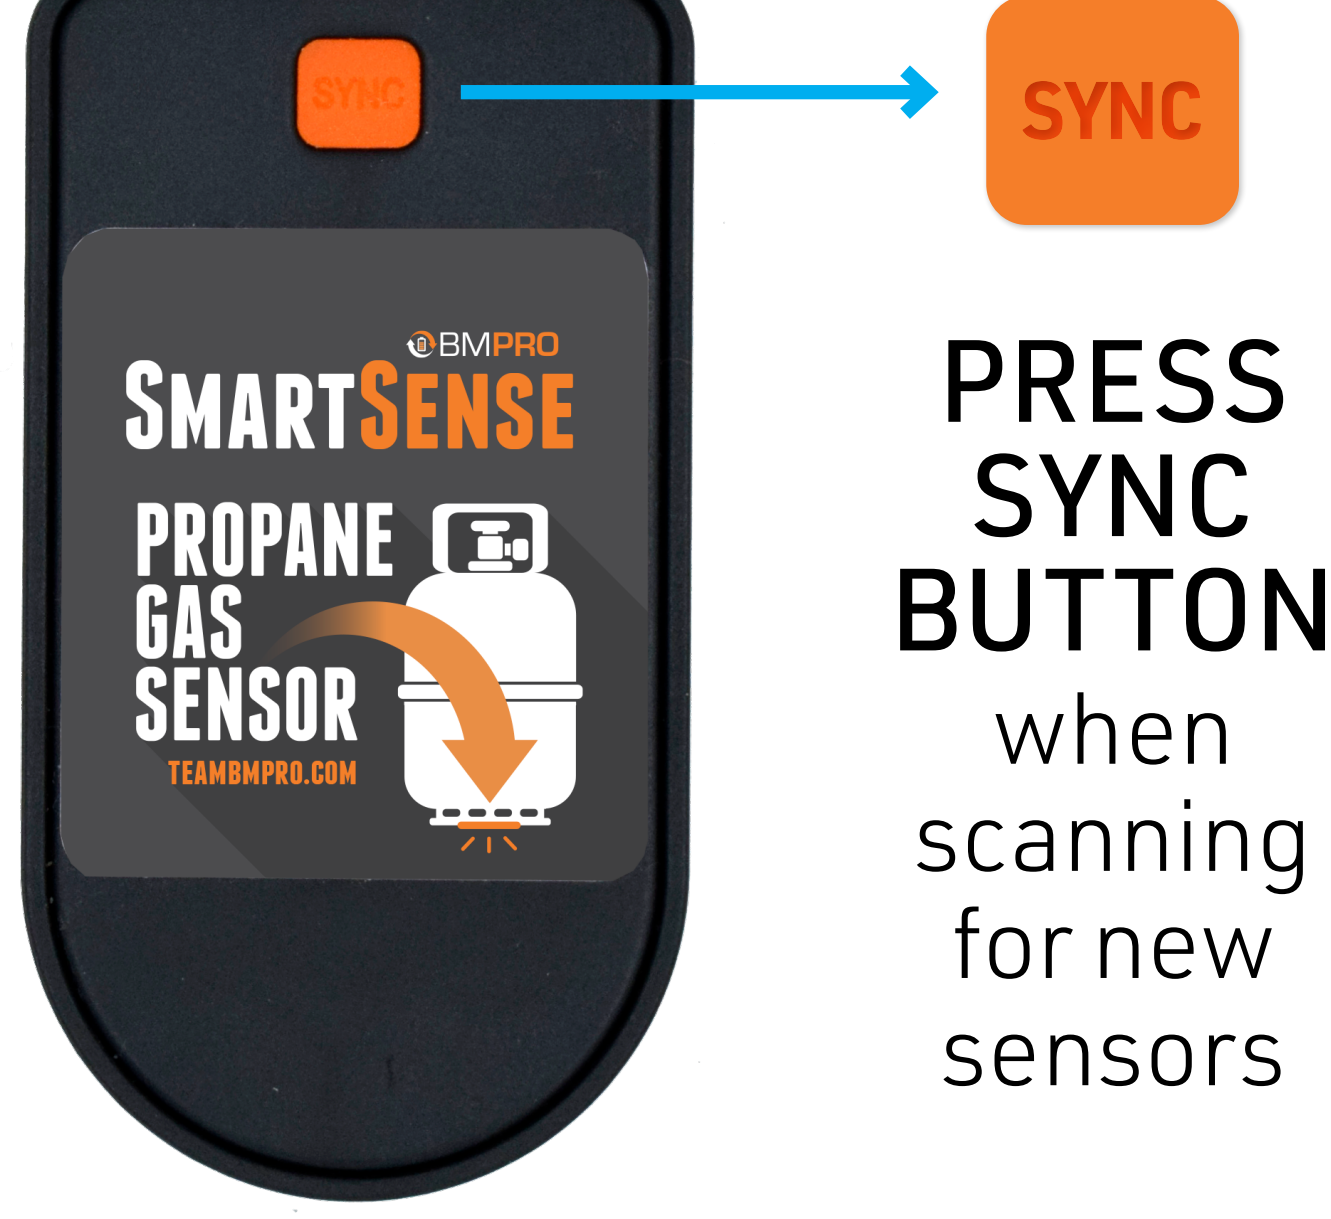 SYNC
SYNC
BMPRO
SMARTSENSE
PROPANE
GAS
SENSOR
TEAMBMPRO.COM
PRESS
SYNC
BUTTON
when
scanning
for new
sensors